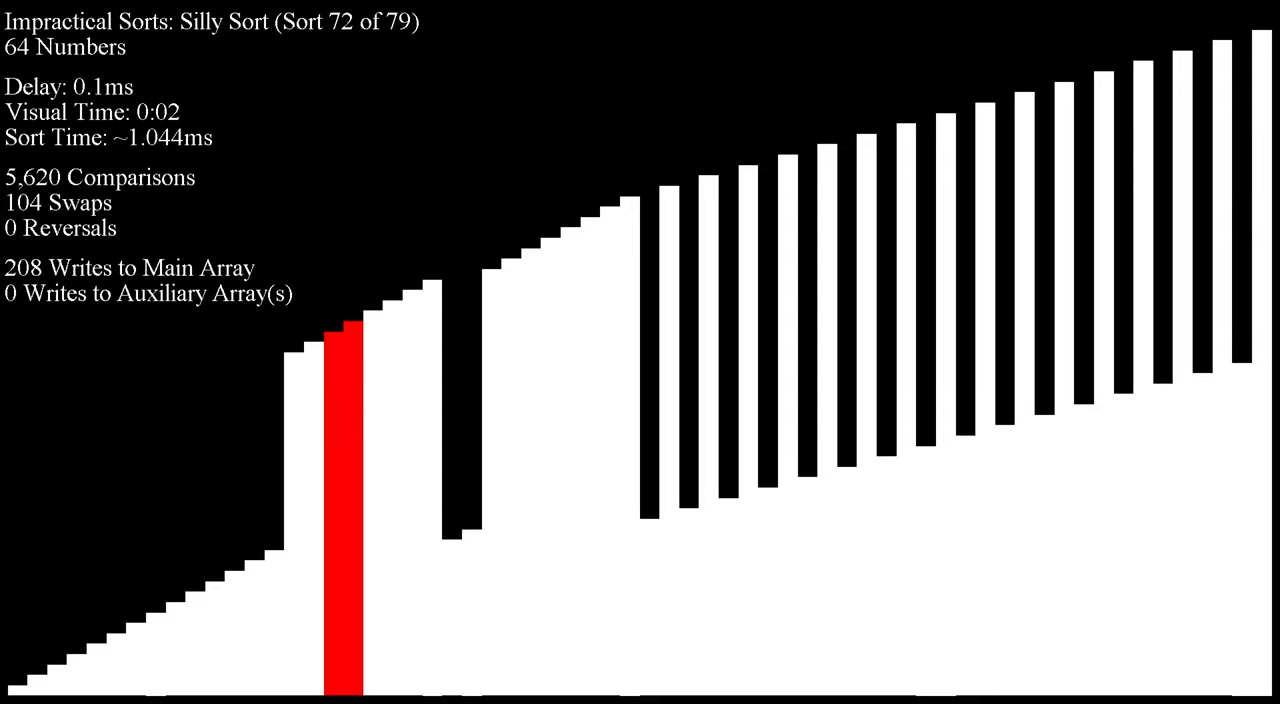 Impractical Sorts: Silly Sort (Sort 72 of 79)
64 Numbers
Delay: 0.1ms
Visual Time: 0:02
Sort Time: ~1.044ms
5,620 Comparisons
104 Swaps
0 Reversals
208 Writes to Main Array
0 Writes to Auxiliary Array(s)